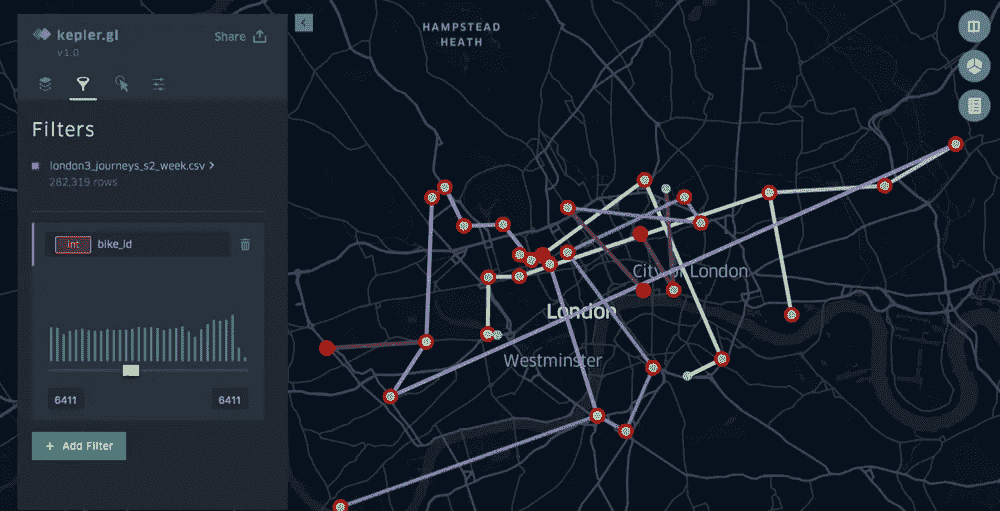 kepler.gl
Share
v1.0
Filters
london3_journeys_s2_week.csv
282,319 rows
int bike_id
6411 6411
+ Add Filter
HAMPSTEAD
HEATH
City of London
London
Westminster